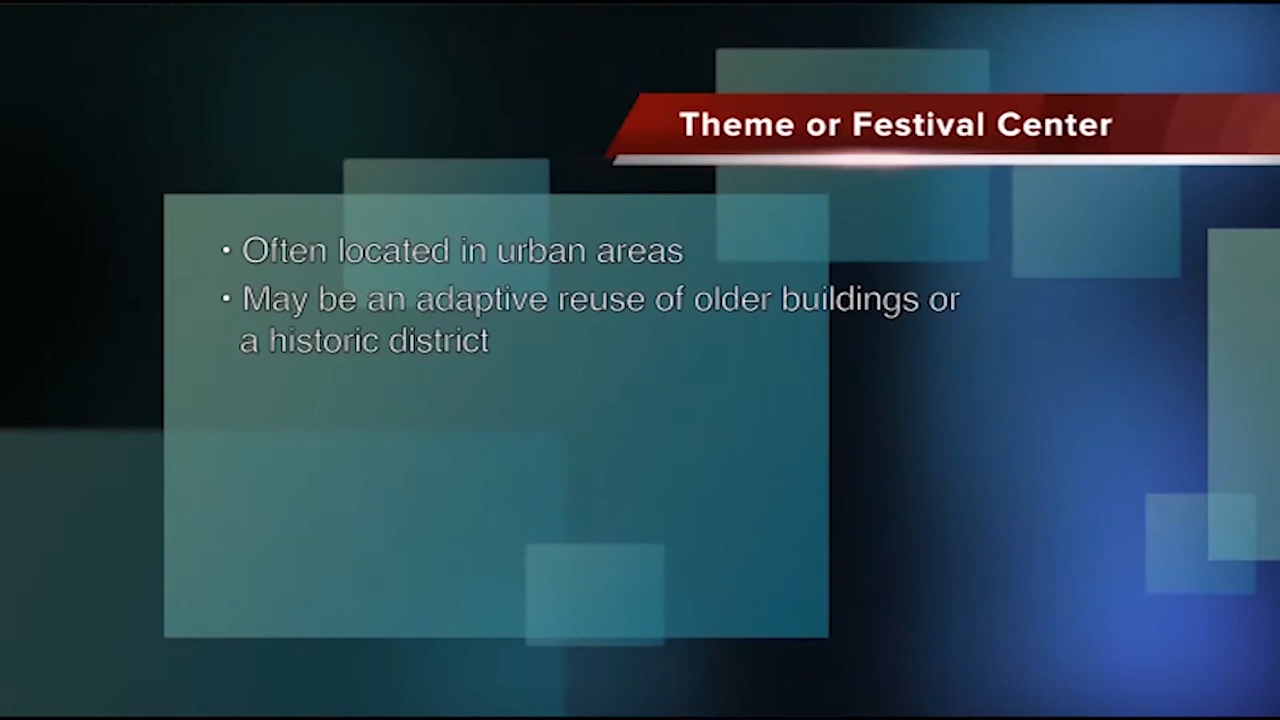 Theme or Festival Center
• Often located in urban areas
• May be an adaptive reuse of older buildings or
a historic district